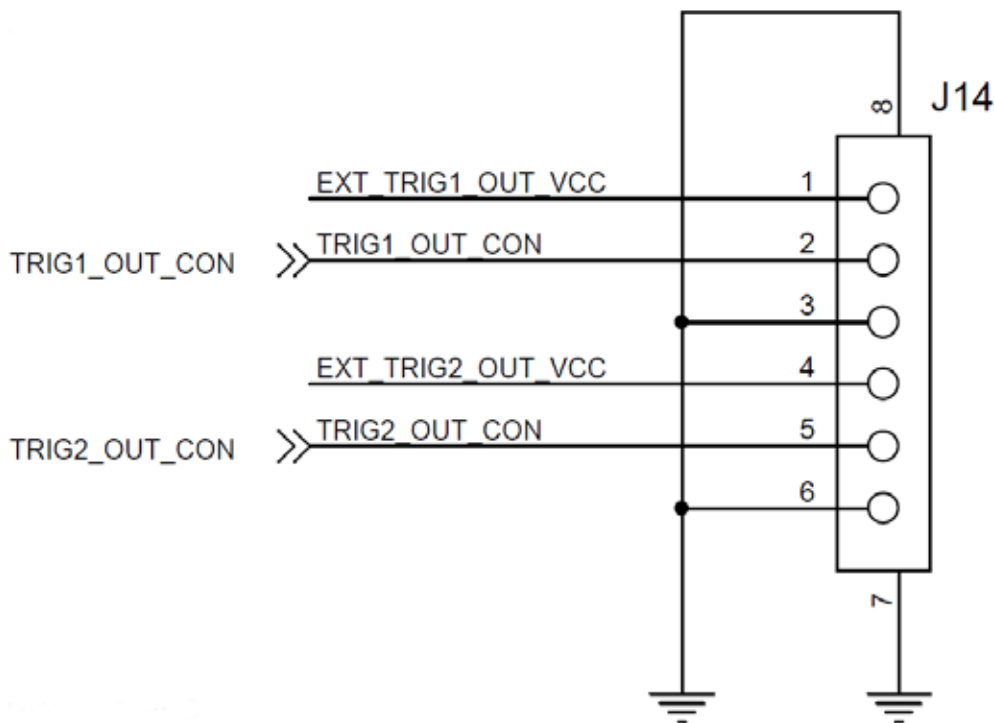 8
J14
EXT_TRIG1_OUT_VCC 1
TRIG1_OUT_CON TRIG1_OUT_CON 2
3
EXT_TRIG2_OUT_VCC 4
TRIG2_OUT_CON TRIG2_OUT_CON 5
6
7